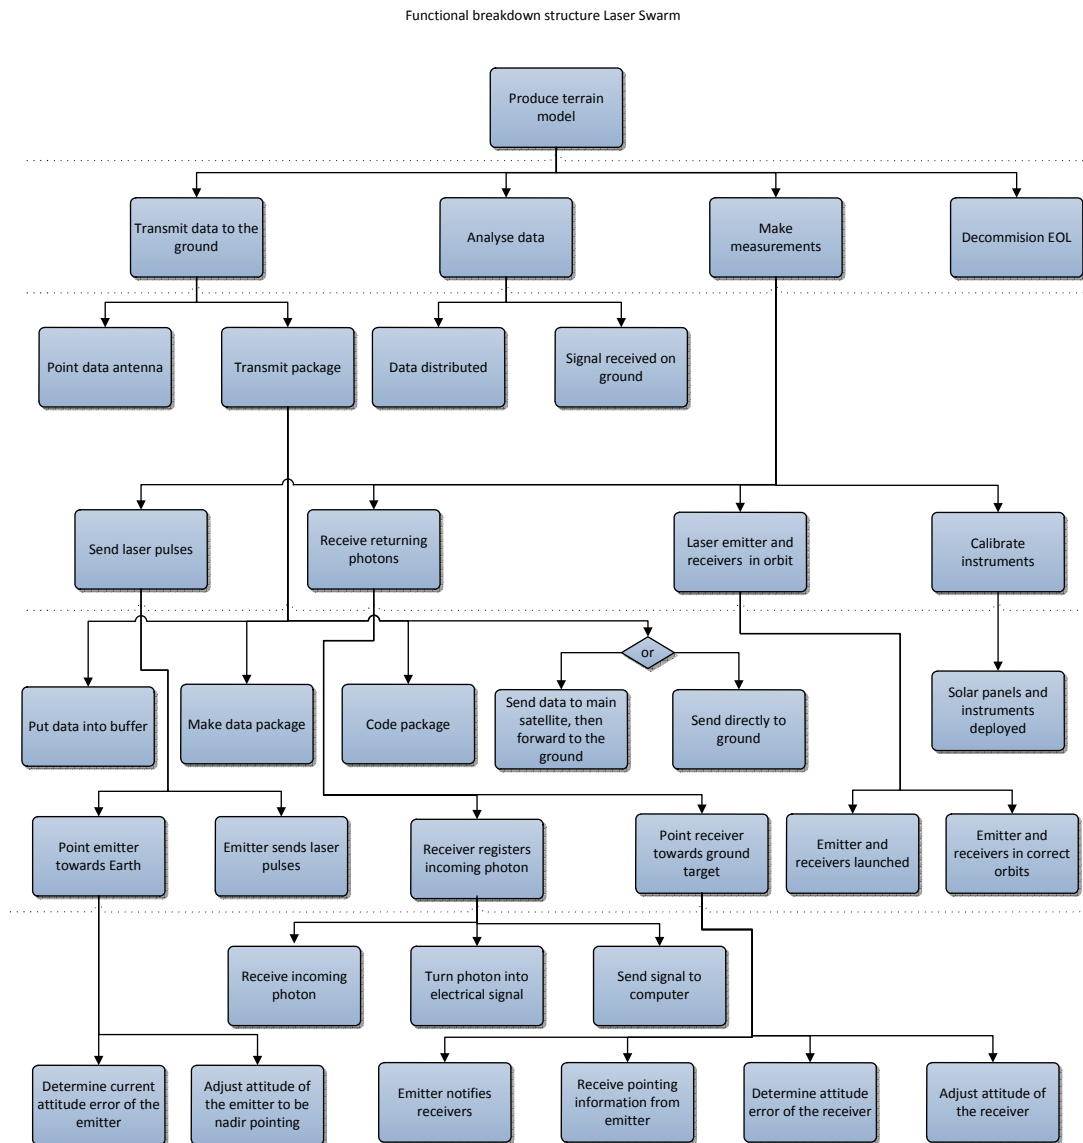 Functional breakdown structure Laser Swarm
Produce terrain
model
Transmit data to the
ground
Analyse data
Make
measurements
Decommision EOL
Point data antenna
Transmit package
Data distributed
Signal received on
ground
Send laser pulses
Receive returning
photons
Laser emitter and
receivers in orbit
Calibrate
instruments
or
Put data into buffer
Make data package
Code package
Send data to main
satellite, then
forward to the
ground
Send directly to
ground
Solar panels and
instruments
deployed
Point emitter
towards Earth
Emitter sends laser
pulses
Receiver registers
incoming photon
Point receiver
towards ground
target
Emitter and
receivers launched
Emitter and
receivers in correct
orbits
Receive incoming
photon
Turn photon into
electrical signal
Send signal to
computer
Determine current
attitude error of the
emitter
Adjust attitude of
the emitter to be
nadir pointing
Emitter notifies
receivers
Receive pointing
information from
emitter
Determine attitude
error of the receiver
Adjust attitude of
the receiver